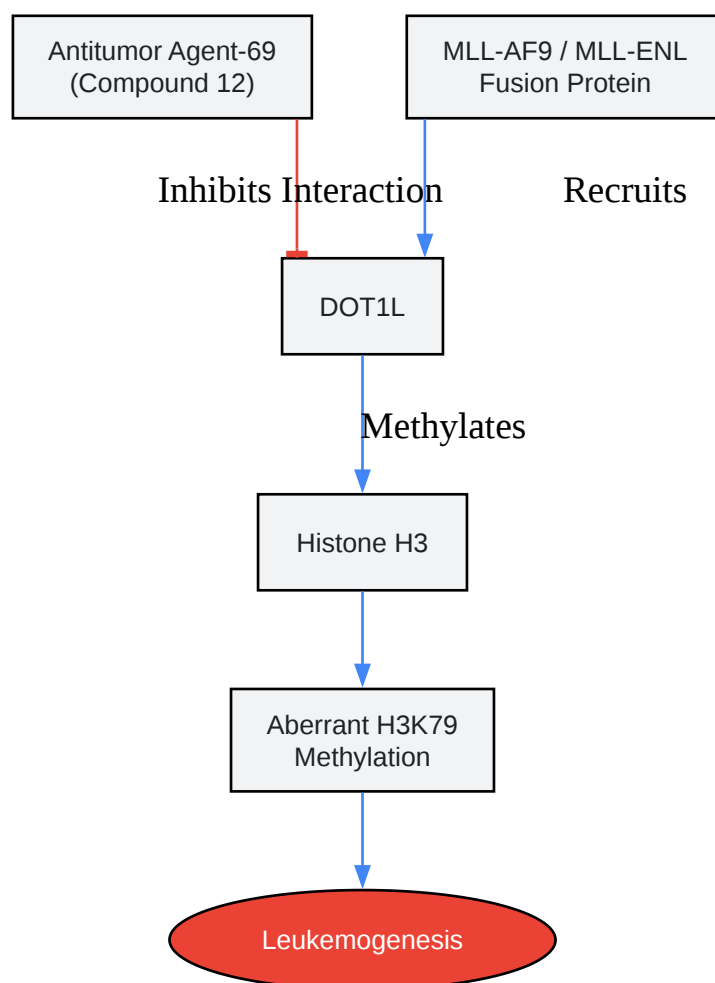 Antitumor Agent-69
(Compound 12)
MLL-AF9 / MLL-ENL
Fusion Protein
Inhibits Interaction
Recruits
DOT1L
Methylates
Histone H3
Aberrant H3K79
Methylation
Leukemogenesis